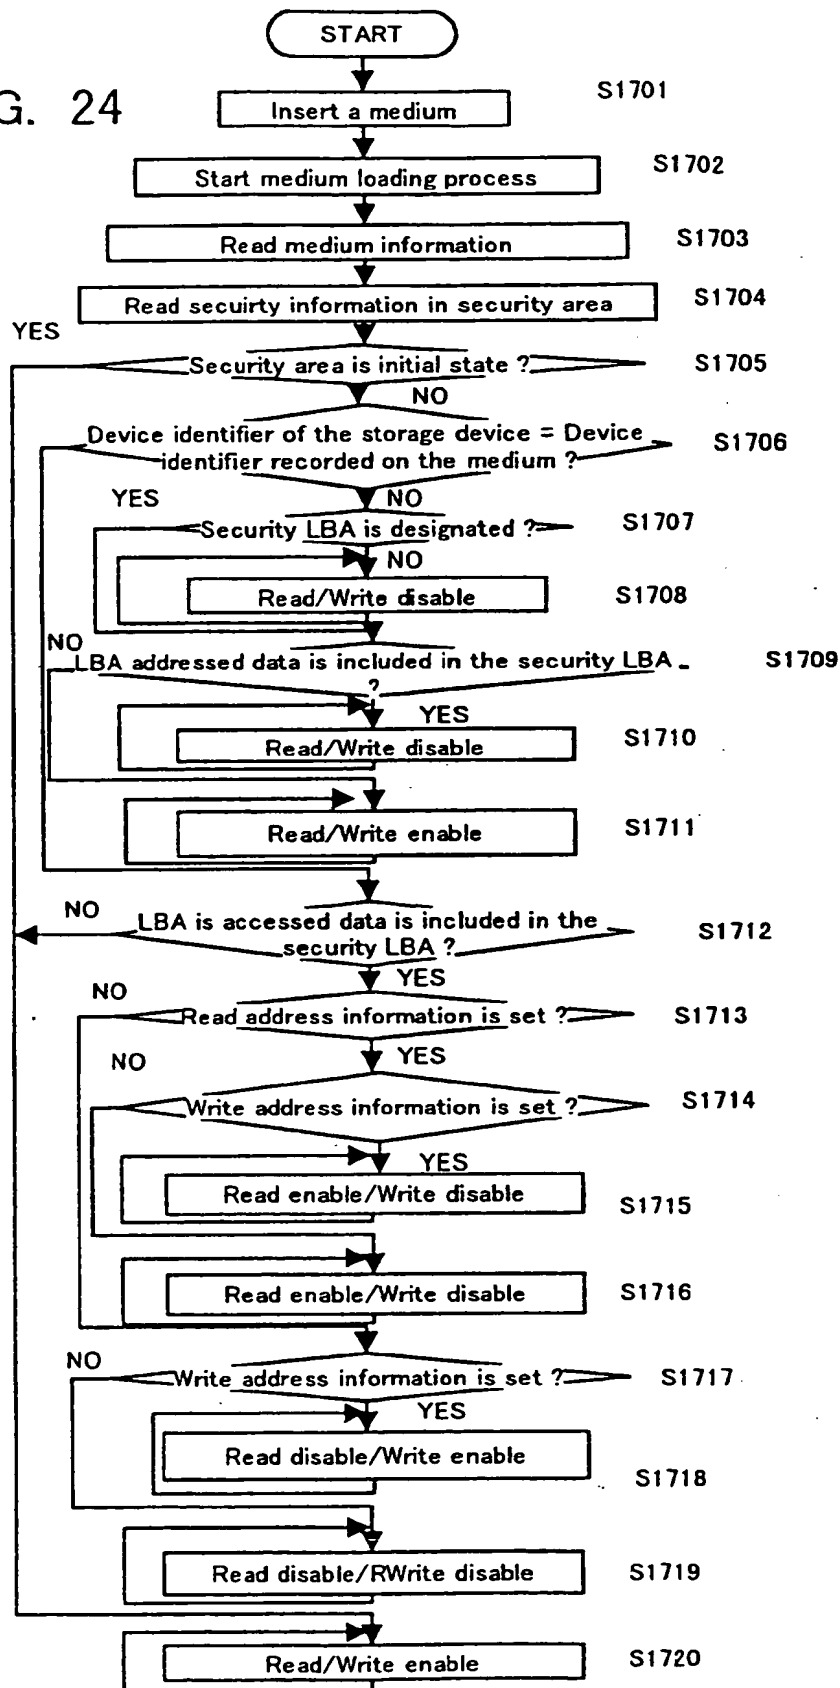 START
G. 24
S1701
Insert a medium
S1702
Start medium loading process
S1703
Read medium information
S1704
Read secuirty information in security area
YES
S1705
Security area is initial state ?
NO
Device identifier of the storage device = Device
identifier recorded on the medium ?
S1706
YES
NO
Security LBA is designated ?
S1707
NO
Read/Write disable
S1708
NO
LBA addressed data is included in the security LBA
?
S1709
YES
Read/Write disable
S1710
Read/Write enable
S1711
NO
LBA is accessed data is included in the
security LBA ?
S1712
YES
NO
Read address information is set ?
S1713
YES
NO
Write address information is set ?
S1714
YES
Read enable/Write disable
S1715
Read enable/Write disable
S1716
NO
Write address information is set ?
S1717
YES
Read disable/Write enable
S1718
Read disable/RWrite disable
S1719
Read/Write enable
S1720